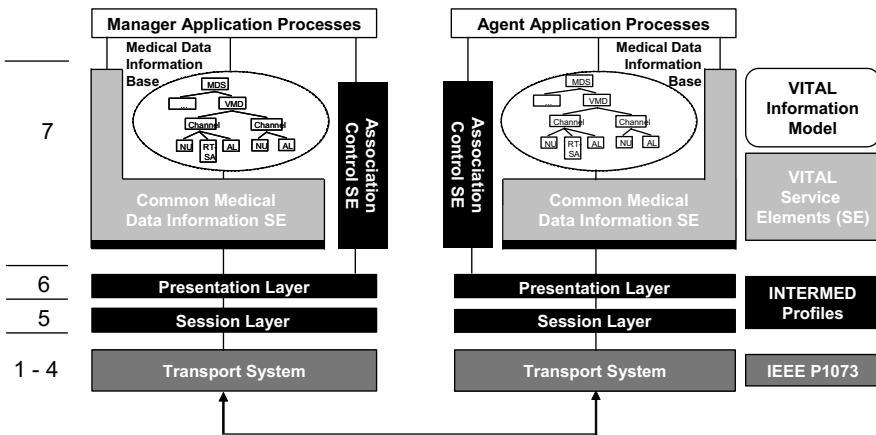 Manager Application Processes
Agent Application Processes
Medical Data
Information
Base
MDS
...
VMD
Channel
Channel
NU
RT-
SA
AL
NU
AL
Association
Control SE
Common Medical
Data Information SE
Medical Data
Information
Base
MDS
...
VMD
Channel
Channel
NU
RT-
SA
AL
NU
AL
Association
Control SE
Common Medical
Data Information SE
VITAL
Information
Model
VITAL
Service
Elements (SE)
7
6
Presentation Layer
Presentation Layer
INTERMED
Profiles
5
Session Layer
Session Layer
1 - 4
Transport System
Transport System
IEEE P1073